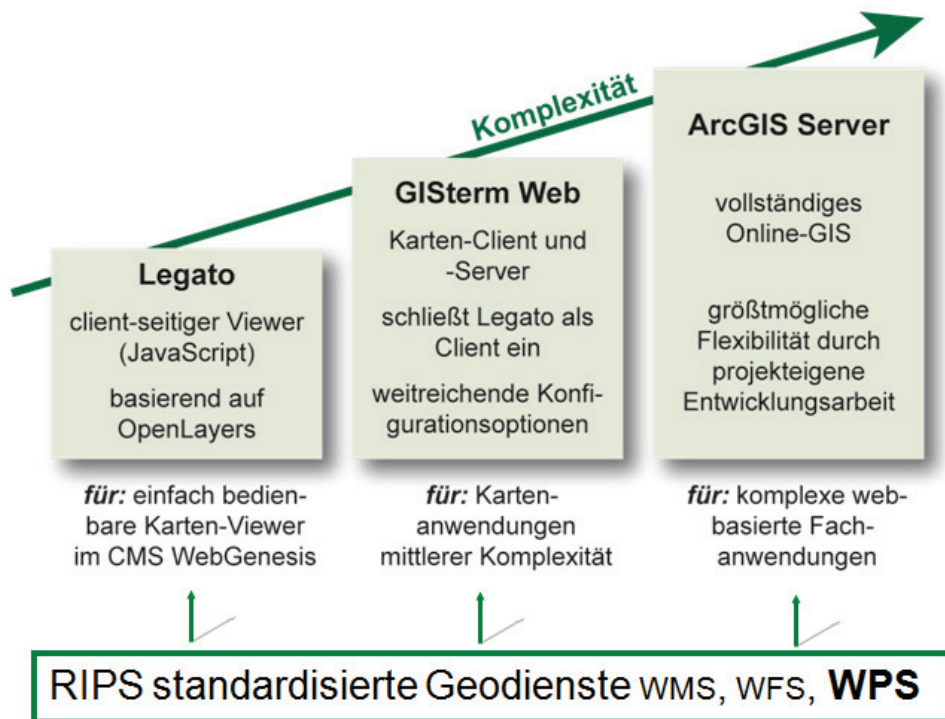 Komplexität
Legato
client-seitiger Viewer
(JavaScript)
basierend auf
OpenLayers
für: einfach bedien-
bare Karten-Viewer
im CMS WebGenesis
GISterm Web
Karten-Client und
-Server
schließt Legato als
Client ein
weitreichende Konfi-
gurationsoptionen
für: Karten-
anwendungen
mittlerer Komplexität
ArcGIS Server
vollständiges
Online-GIS
größtmögliche
Flexibilität durch
projekteigene
Entwicklungsarbeit
für: komplexe web-
basierte Fach-
anwendungen
RIPS standardisierte Geodienste WMS, WFS, WPS